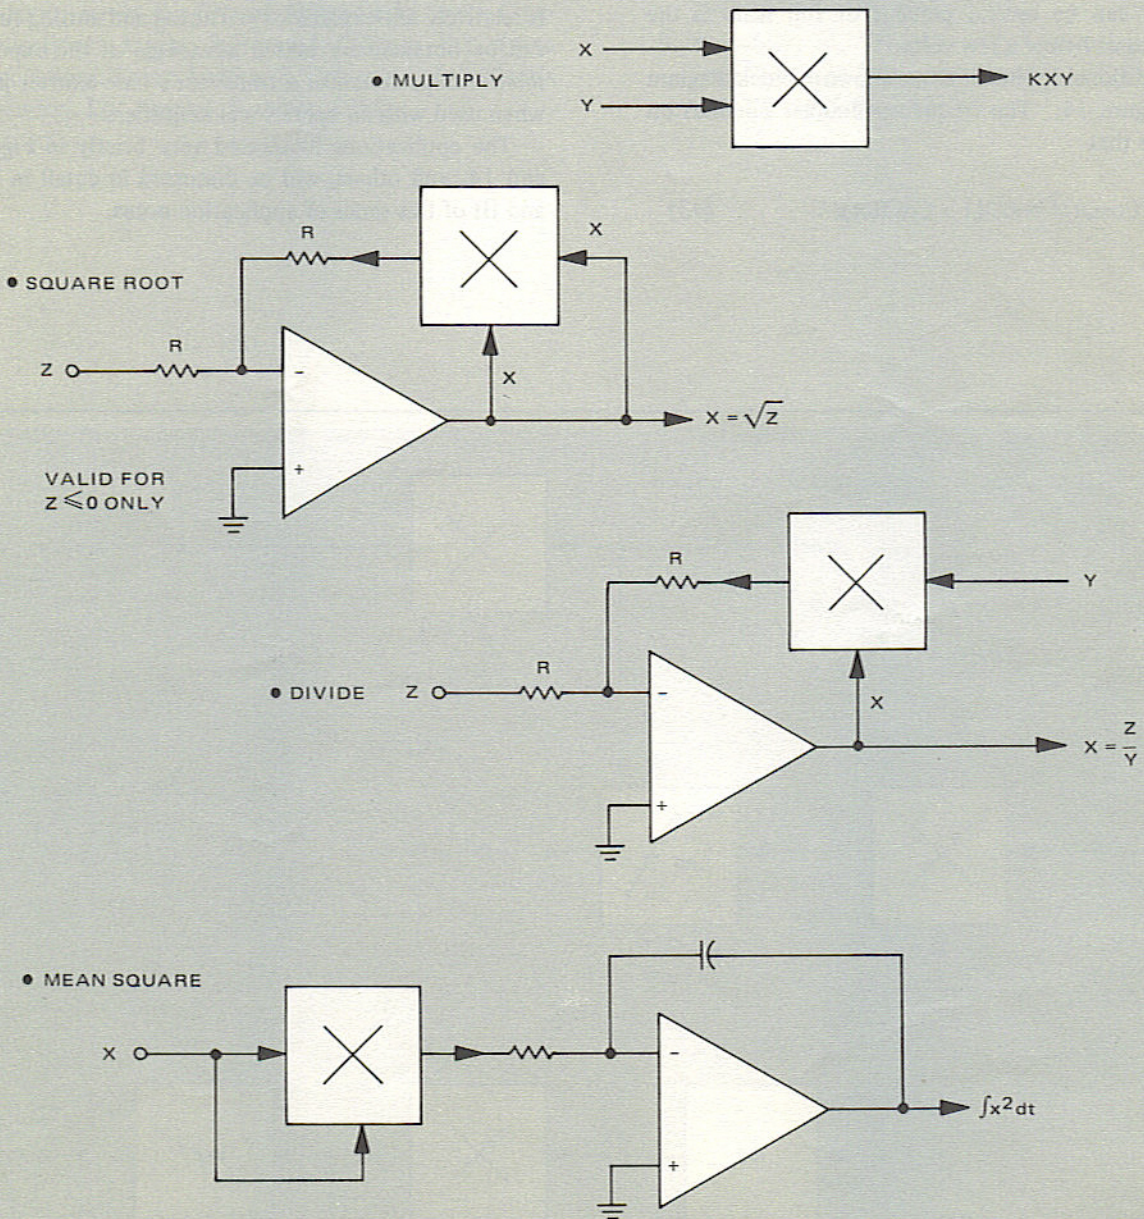 X
• MULTIPLY
KXY
Y
R
X
• SQUARE ROOT
R
Z
−
X
X = √Z
+
VALID FOR
Z ≤ 0 ONLY
R
Y
R
• DIVIDE Z
−
X
X = Z/Y
+
• MEAN SQUARE
X
−
∫x²dt
+